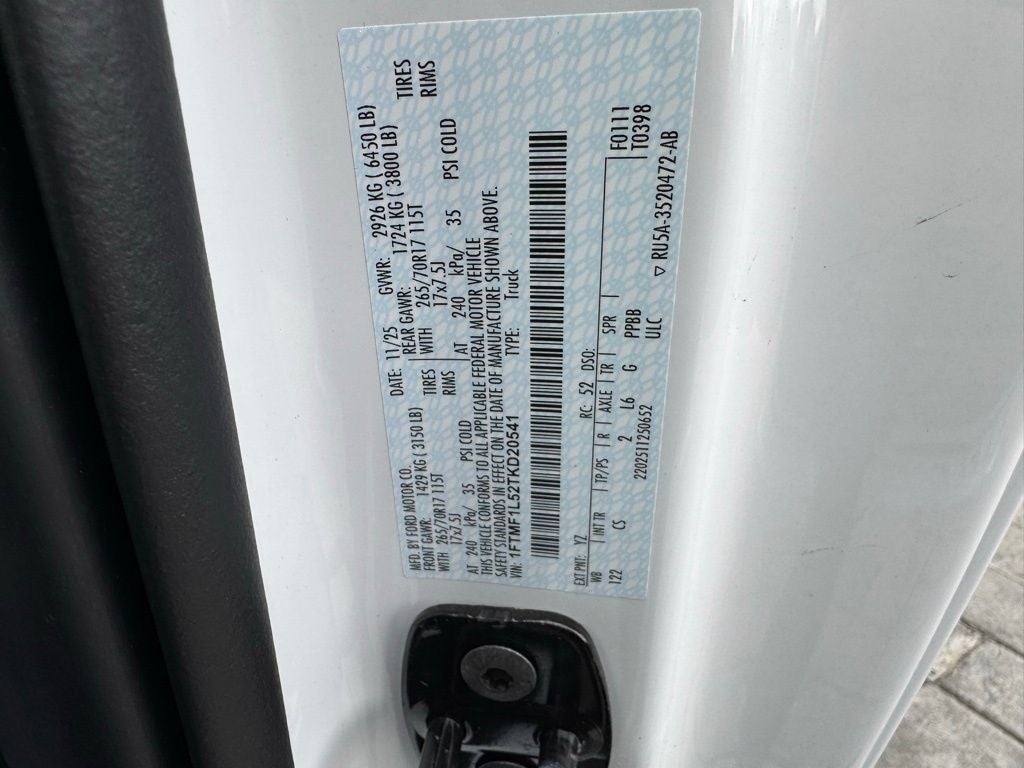 MFD. BY FORD MOTOR CO.
DATE: 11/25 GVWR: 2926 KG ( 6450 LB)
FRONT GAWR: 1429 KG ( 3150 LB) REAR GAWR: 1724 KG ( 3800 LB)
WITH 265/70R17 115T TIRES WITH 265/70R17 115T TIRES
17x7.5J RIMS 17x7.5J RIMS
AT 240 kPa/ 35 PSI COLD AT 240 kPa/ 35 PSI COLD
THIS VEHICLE CONFORMS TO ALL APPLICABLE FEDERAL MOTOR VEHICLE
SAFETY STANDARDS IN EFFECT ON THE DATE OF MANUFACTURE SHOWN ABOVE.
VIN: 1FTMF1L52TKD20541 TYPE: Truck
EXT PNT: YZ RC: 52 DSO: F0111
WB INT TR TP/PS R AXLE TR SPR T0398
122 CS 2 L6 G PPBB
2202511250652 ULC
▽ RU5A-3520472-AB